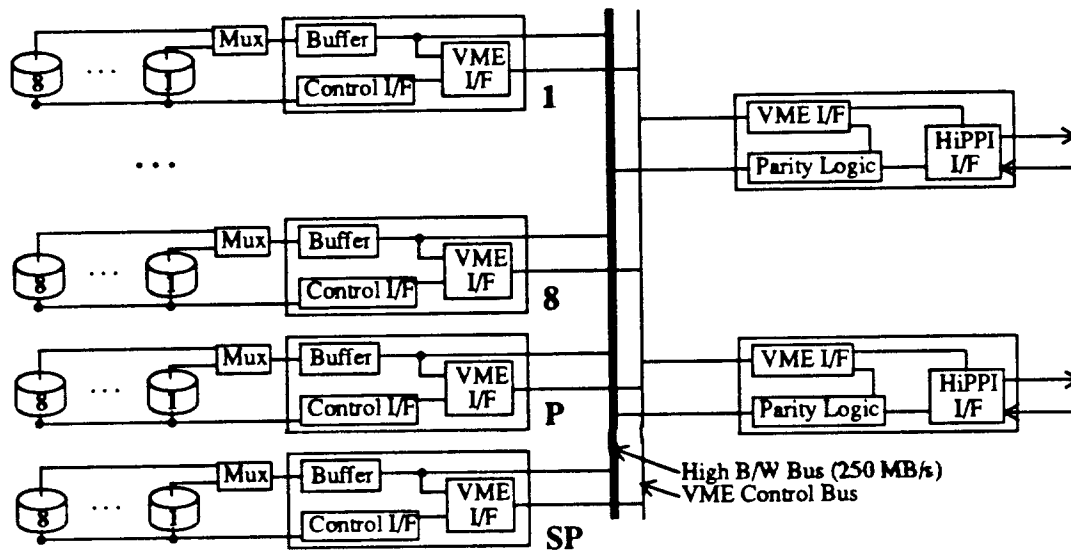 Mux
Buffer
VME
I/F
Control I/F
8
...
1
1
VME I/F
HiPPI
I/F
Parity Logic
...
Mux
Buffer
VME
I/F
Control I/F
8
...
1
8
Mux
Buffer
VME
I/F
Control I/F
8
...
1
P
VME I/F
HiPPI
I/F
Parity Logic
High B/W Bus (250 MB/s)
VME Control Bus
Mux
Buffer
VME
I/F
Control I/F
8
...
1
SP